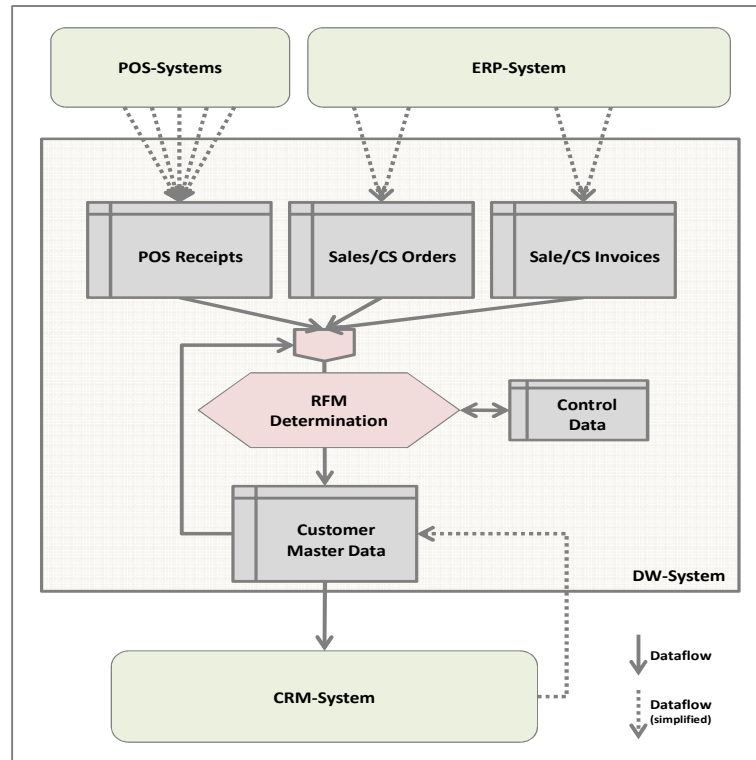 POS-Systems
ERP-System
POS Receipts
Sales/CS Orders
Sale/CS Invoices
RFM
Determination
Control
Data
Customer
Master Data
DW-System
CRM-System
Dataflow
Dataflow
(simplified)